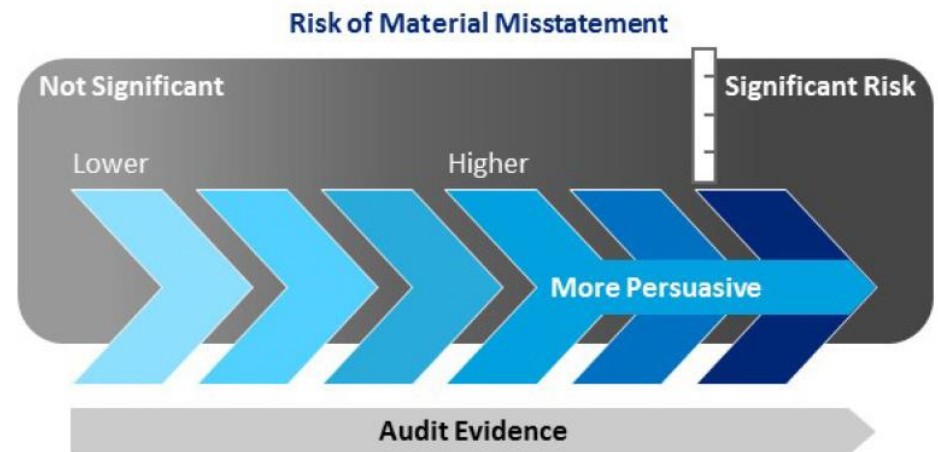 Risk of Material Misstatement
Not Significant
Significant Risk
Lower
Higher
More Persuasive
Audit Evidence